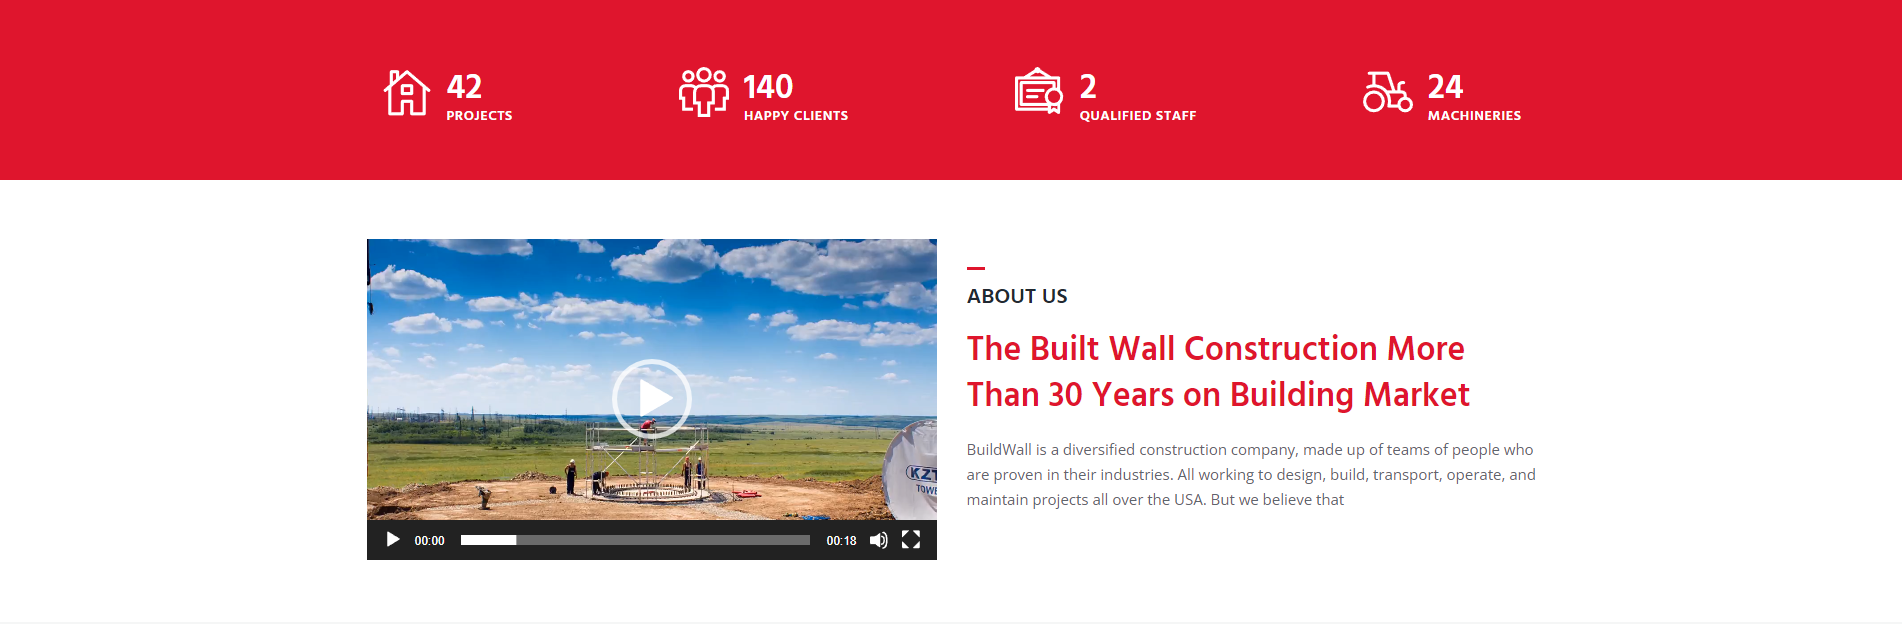 42
PROJECTS
140
HAPPY CLIENTS
2
QUALIFIED STAFF
24
MACHINERIES
ABOUT US
The Built Wall Construction More
Than 30 Years on Building Market
BuildWall is a diversified construction company, made up of teams of people who
are proven in their industries. All working to design, build, transport, operate, and
maintain projects all over the USA. But we believe that
KZT
TOWE
00:00
00:18